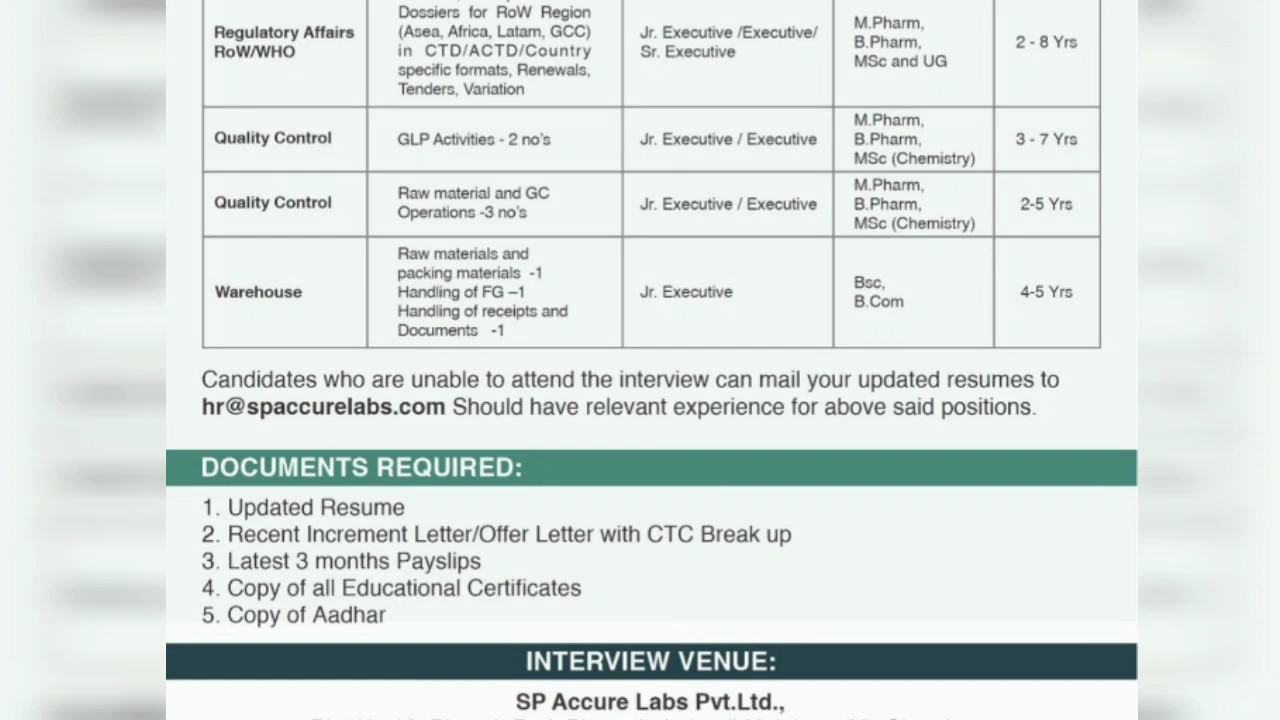 Dossiers for RoW Region
Regulatory Affairs
RoW/WHO
(Asea, Africa, Latam, GCC)
in CTD/ACTD/Country
specific formats, Renewals,
Tenders, Variation
Jr. Executive /Executive/
Sr. Executive
M.Pharm,
B.Pharm,
MSc and UG
2 - 8 Yrs
Quality Control
GLP Activities - 2 no's
Jr. Executive / Executive
M.Pharm,
B.Pharm,
MSc (Chemistry)
3 - 7 Yrs
Quality Control
Raw material and GC
Operations -3 no's
Jr. Executive / Executive
M.Pharm,
B.Pharm,
MSc (Chemistry)
2-5 Yrs
Warehouse
Raw materials and
packing materials -1
Handling of FG –1
Handling of receipts and
Documents -1
Jr. Executive
Bsc,
B.Com
4-5 Yrs
Candidates who are unable to attend the interview can mail your updated resumes to
hr@spaccurelabs.com Should have relevant experience for above said positions.
DOCUMENTS REQUIRED:
1. Updated Resume
2. Recent Increment Letter/Offer Letter with CTC Break up
3. Latest 3 months Payslips
4. Copy of all Educational Certificates
5. Copy of Aadhar
INTERVIEW VENUE:
SP Accure Labs Pvt.Ltd.,